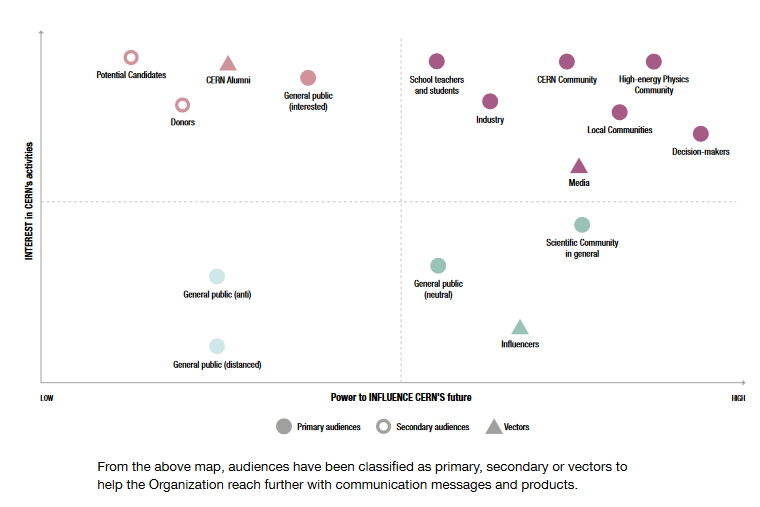 Potential Candidates
CERN Alumni
General public
(interested)
Donors
School teachers
and students
CERN Community
High-energy Physics
Community
Industry
Local Communities
Decision-makers
Media
INTEREST in CERN's activities
Scientific Community
in general
General public (anti)
General public
(neutral)
Influencers
General public (distanced)
LOW
Power to INFLUENCE CERN'S future
HIGH
Primary audiences
Secondary audiences
Vectors
From the above map, audiences have been classified as primary, secondary or vectors to
help the Organization reach further with communication messages and products.